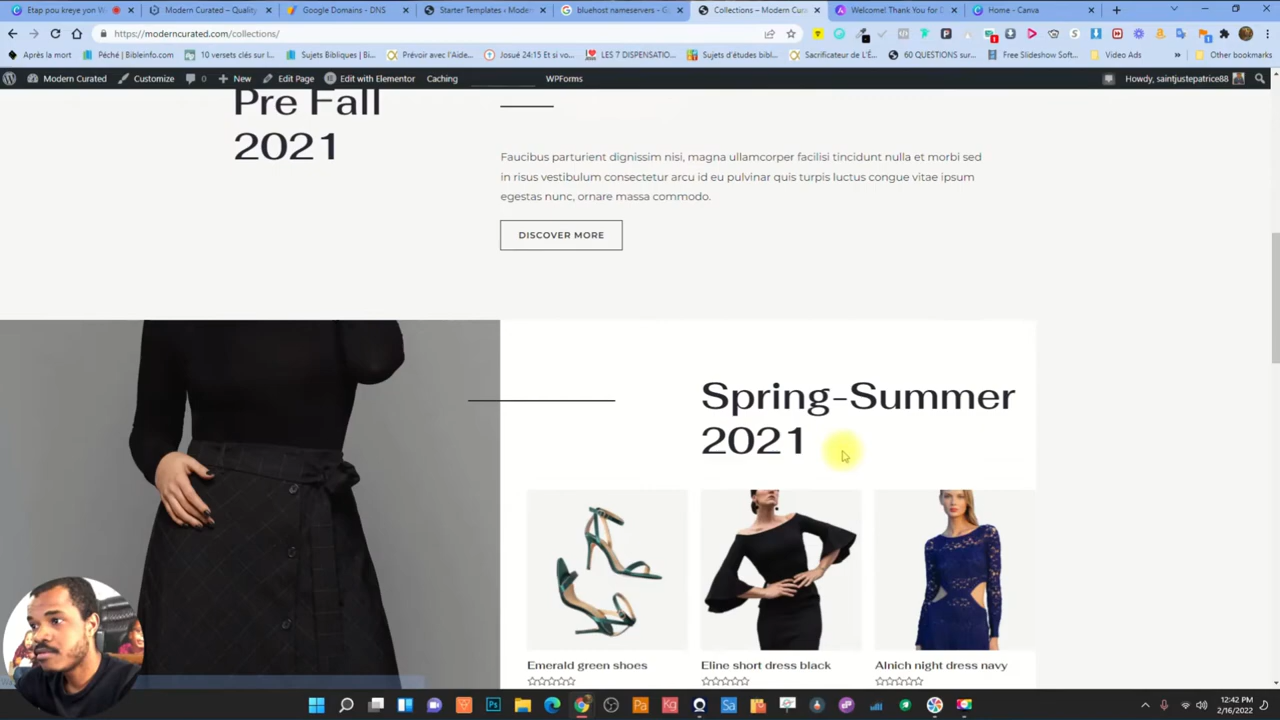 Etap pou kreye yon W
Modern Curated – Quality
Google Domains - DNS
Starter Templates ‹ Modern
bluehost nameservers - G
Collections – Modern Cur
Welcome! Thank You for D
Home - Canva
https://moderncurated.com/collections/
Après la mort
Péché | Bibleinfo.com
10 versets clés sur l...
Sujets Bibliques | Bi...
Prévoir avec l'Aide...
Josué 24:15 Et si vo...
LES 7 DISPENSATIO...
Sujets d'études bibl...
Sacrificateur de L'É...
60 QUESTIONS sur...
Free Slideshow Soft...
Video Ads
»
Other bookmarks
Modern Curated
Customize
0
New
Edit Page
Edit with Elementor
Caching
WPForms
Howdy, saintjustepatrice88
Pre Fall
2021
Faucibus parturient dignissim nisi, magna ullamcorper facilisi tincidunt nulla et morbi sed
in risus vestibulum consectetur arcu id eu pulvinar quis turpis luctus congue vitae ipsum
egestas nunc, ornare massa commodo.
DISCOVER MORE
Spring-Summer
2021
Emerald green shoes
Eline short dress black
Alnich night dress navy
12:42 PM
2/16/2022